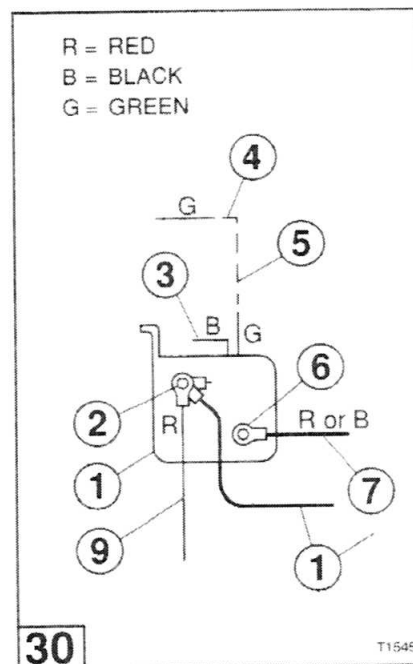 R = RED
B = BLACK
G = GREEN
4
G
5
3
B
G
6
2
R
R or B
1
7
9
1
30
T1545